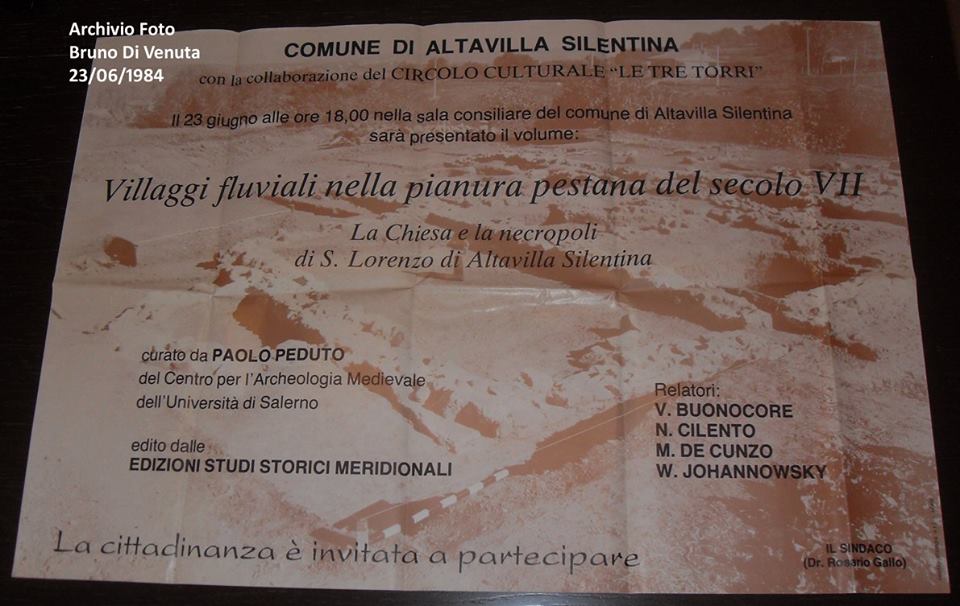 Archivio Foto
Bruno Di Venuta
23/06/1984
COMUNE DI ALTAVILLA SILENTINA
con la collaborazione del CIRCOLO CULTURALE “LE TRE TORRI”
Il 23 giugno alle ore 18,00 nella sala consiliare del comune di Altavilla Silentina
sarà presentato il volume:
Villaggi fluviali nella pianura pestana del secolo VII
La Chiesa e la necropoli
di S. Lorenzo di Altavilla Silentina
curato da PAOLO PEDUTO
del Centro per l'Archeologia Medievale
dell'Università di Salerno
edito dalle
EDIZIONI STUDI STORICI MERIDIONALI
Relatori:
V. BUONOCORE
N. CILENTO
M. DE CUNZO
W. JOHANNOWSKY
La cittadinanza è invitata a partecipare
IL SINDACO
(Dr. Rosario Gallo)